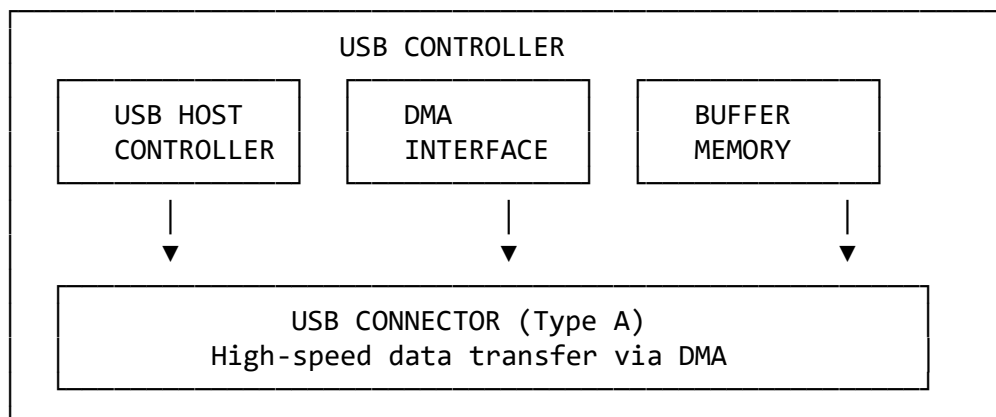 USB CONTROLLER
USB HOST CONTROLLER
DMA INTERFACE
BUFFER MEMORY
USB CONNECTOR (Type A)
High-speed data transfer via DMA